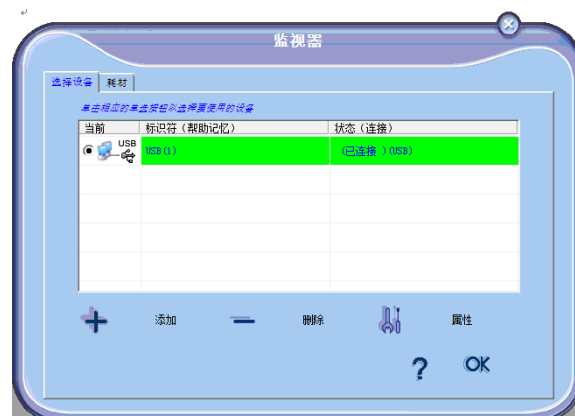 监视器
选择设备 耗材
单击相应的单选按钮以选择要使用的设备
当前 标识符（帮助记忆） 状态（连接）
USB USB(1) （已连接 ）(USB)
添加 删除 属性
? OK